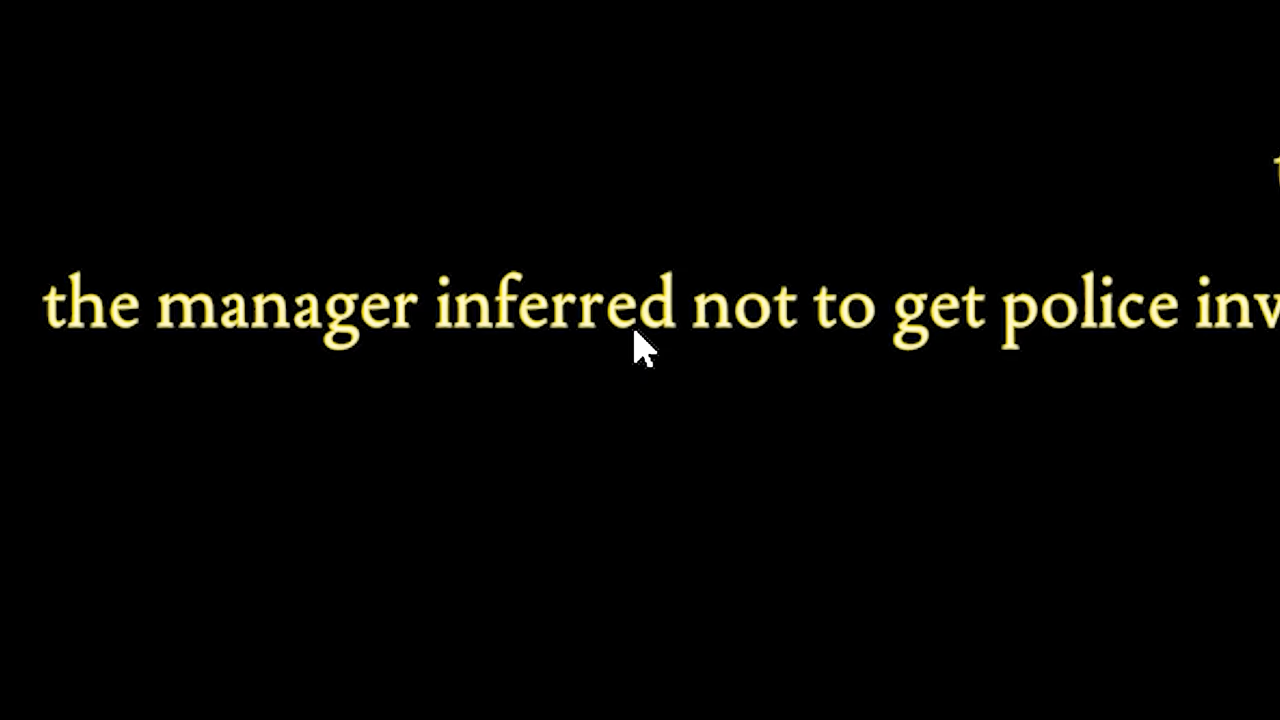 the manager inferred not to get police inv